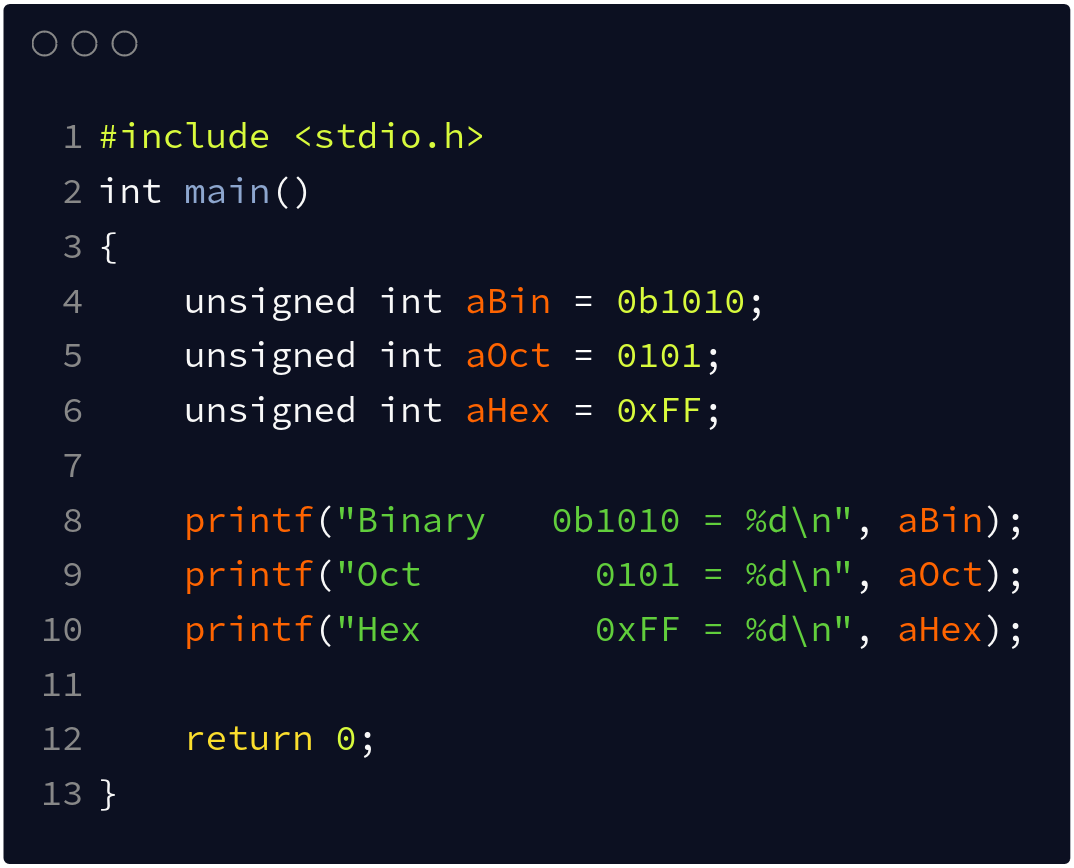 1 #include <stdio.h>
2 int main()
3 {
4     unsigned int aBin = 0b1010;
5     unsigned int aOct = 0101;
6     unsigned int aHex = 0xFF;
7
8     printf("Binary   0b1010 = %d\n", aBin);
9     printf("Oct        0101 = %d\n", aOct);
10     printf("Hex        0xFF = %d\n", aHex);
11
12     return 0;
13 }